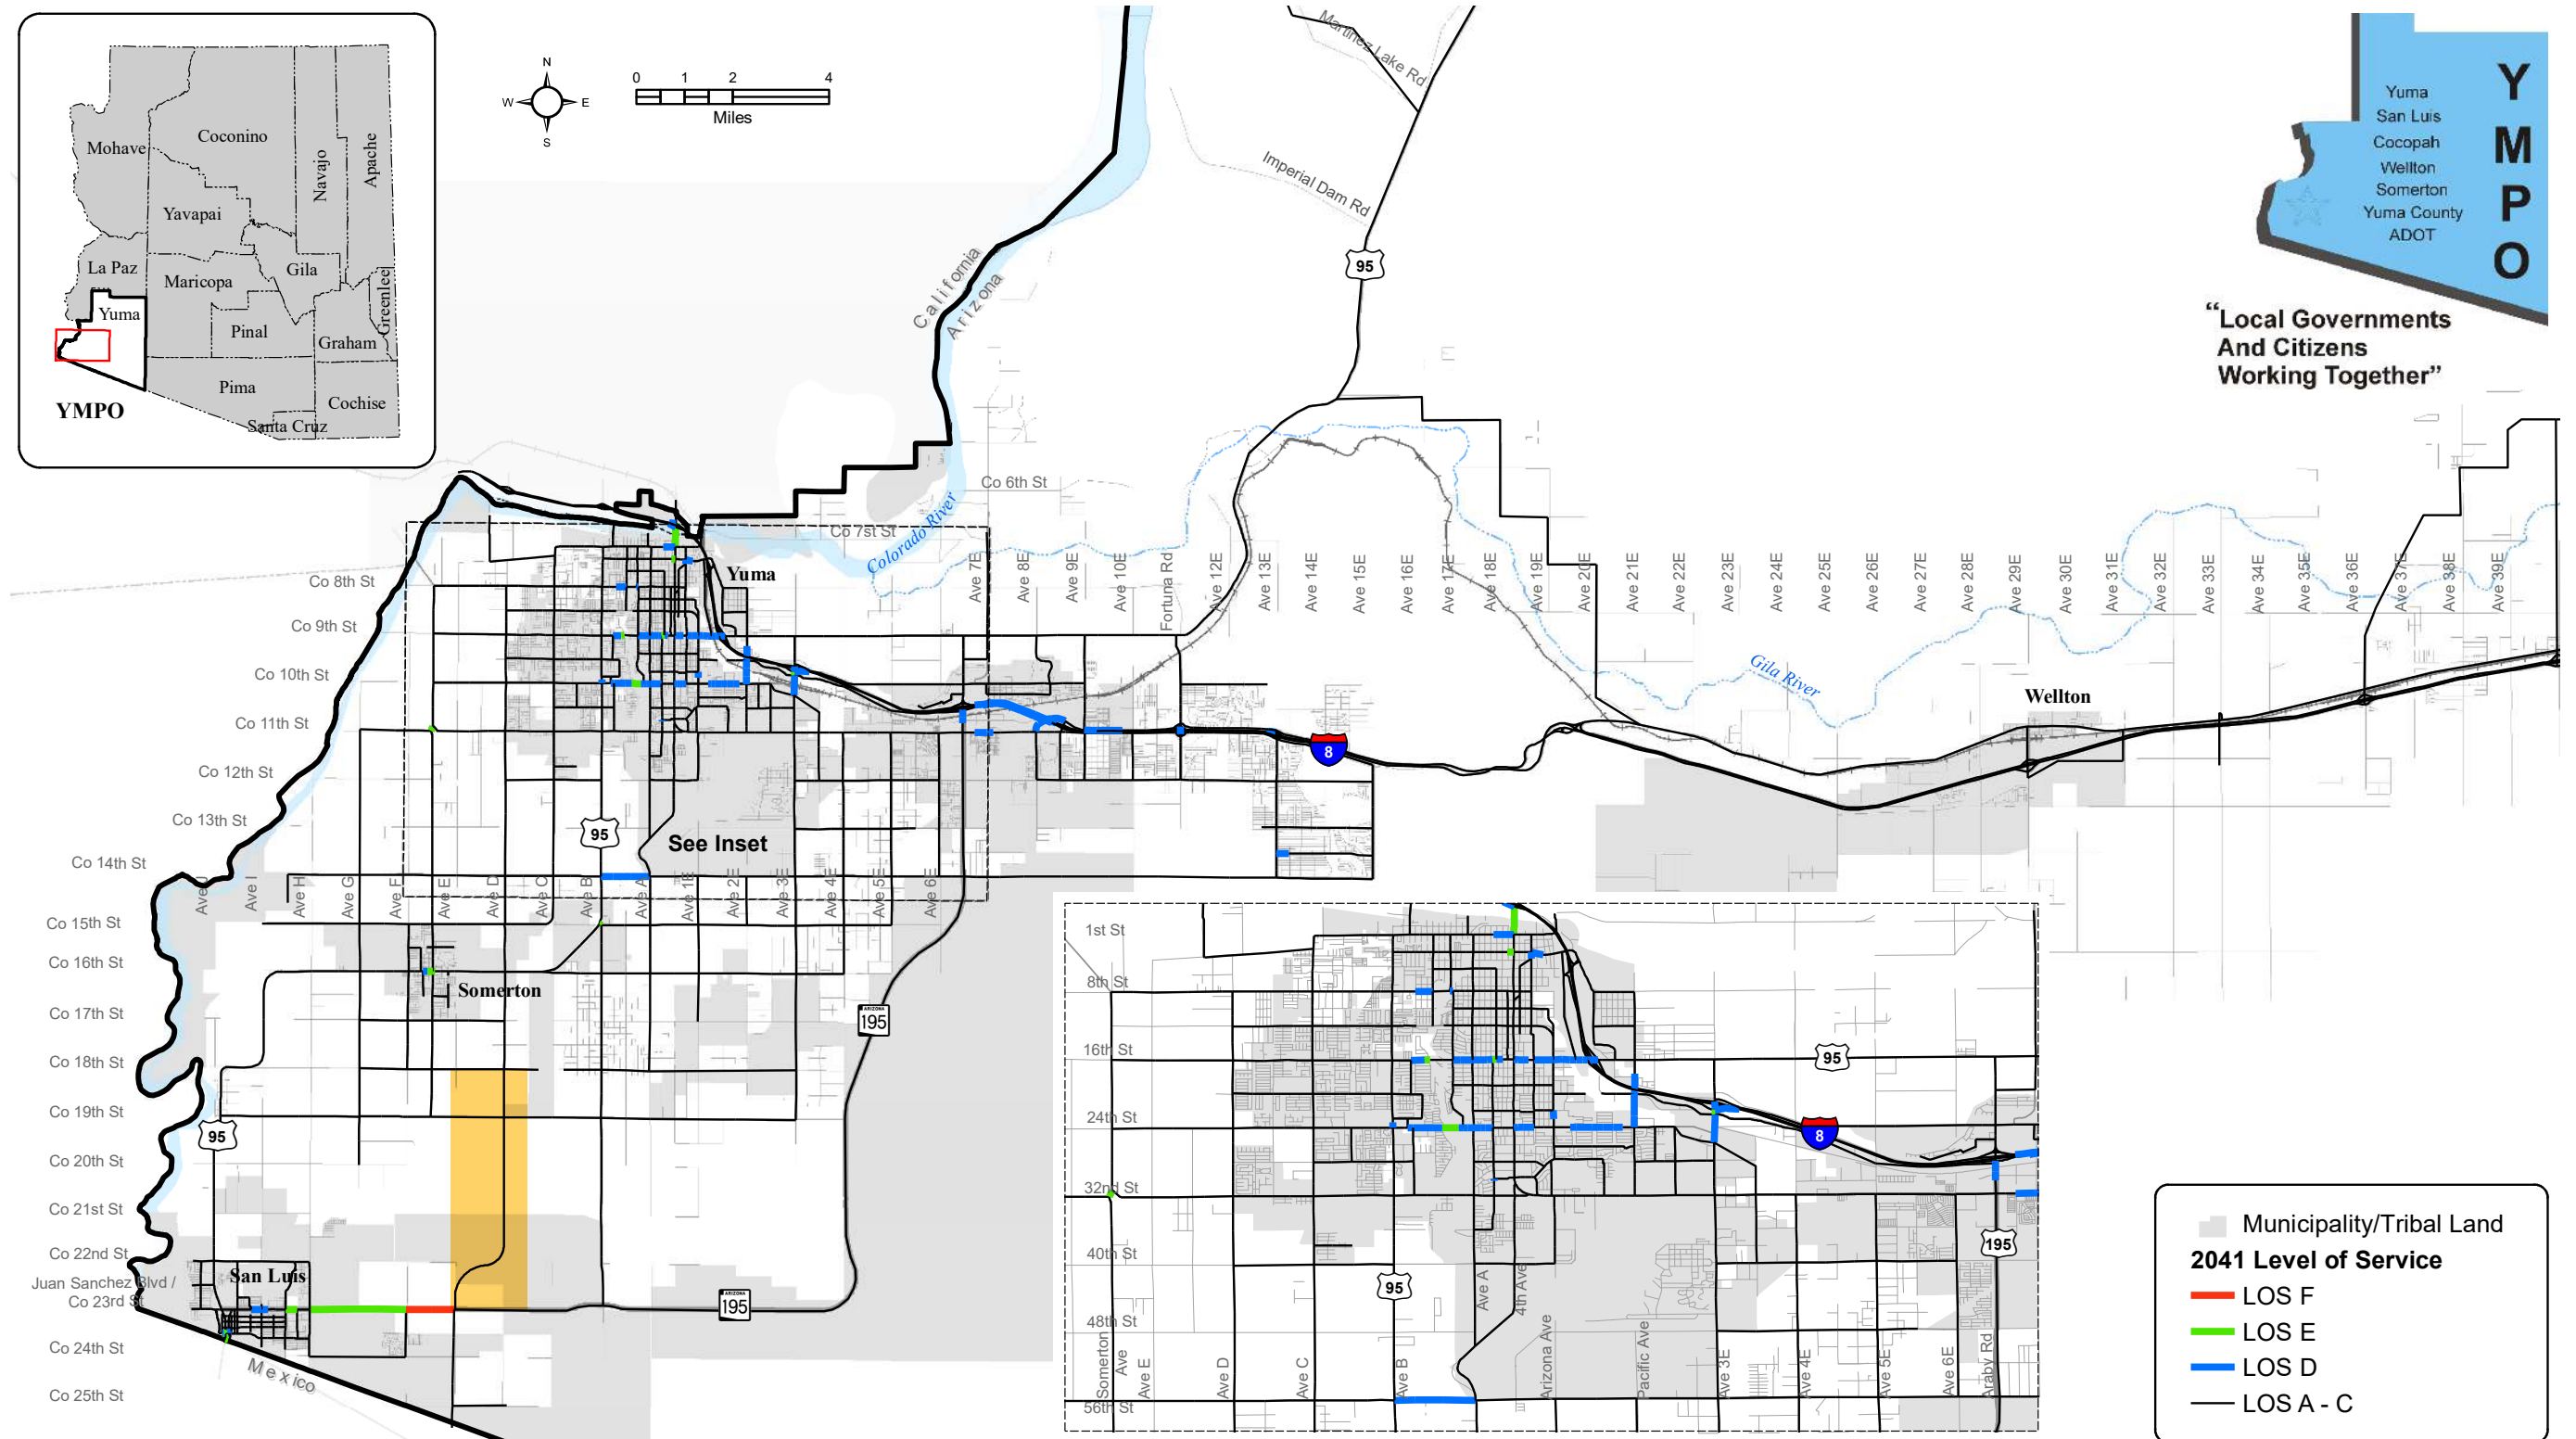 Mohave
Coconino
Navajo
Apache
Yavapai
La Paz
Maricopa
Gila
Greenlee
Yuma
Pinal
Graham
Pima
Cochise
Santa Cruz
YMPO
N
W
E
S
0 1 2 4
Miles
Martinez Lake Rd
Imperial Dam Rd
95
California
Arizona
Yuma
San Luis
Cocopah
Wellton
Somerton
Yuma County
ADOT
Y
M
P
O
“Local Governments
And Citizens
Working Together”
Co 6th St
Co 7st St
Colorado River
Yuma
Co 8th St
Co 9th St
Co 10th St
Co 11th St
Co 12th St
Co 13th St
Co 14th St
Co 15th St
Co 16th St
Co 17th St
Co 18th St
Co 19th St
Co 20th St
Co 21st St
Co 22nd St
Juan Sanchez Blvd /
Co 23rd St
Co 24th St
Co 25th St
Ave 7E
Ave 8E
Ave 9E
Ave 10E
Fortuna Rd
Ave 12E
Ave 13E
Ave 14E
Ave 15E
Ave 16E
Ave 17E
Ave 18E
Ave 19E
Ave 20E
Ave 21E
Ave 22E
Ave 23E
Ave 24E
Ave 25E
Ave 26E
Ave 27E
Ave 28E
Ave 29E
Ave 30E
Ave 31E
Ave 32E
Ave 33E
Ave 34E
Ave 35E
Ave 36E
Ave 37E
Ave 38E
Ave 39E
Gila River
Wellton
8
95
See Inset
Ave J
Ave I
Ave H
Ave G
Ave F
Ave E
Ave D
Ave C
Ave B
Ave A
Ave 1E
Ave 2E
Ave 3E
Ave 4E
Ave 5E
Ave 6E
Somerton
ARIZONA
195
95
San Luis
ARIZONA
195
Mexico
1st St
8th St
16th St
95
24th St
8
32nd St
40th St
95
195
48th St
56th St
Somerton
Ave
Ave E
Ave D
Ave C
Ave B
Ave A
4th Ave
Arizona Ave
Pacific Ave
Ave 3E
Ave 4E
Ave 5E
Ave 6E
Araby Rd
Municipality/Tribal Land
2041 Level of Service
LOS F
LOS E
LOS D
LOS A - C